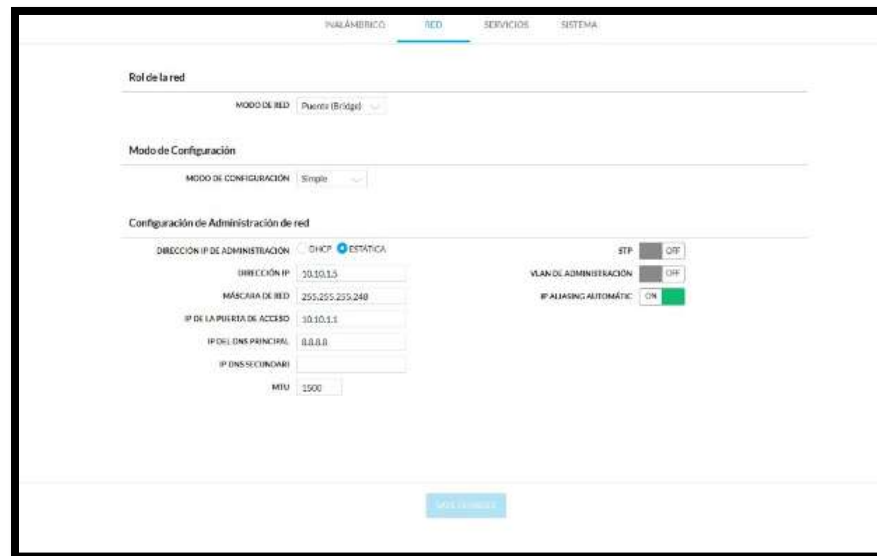 INALÁMBRICO RED SERVICIOS SISTEMA
Rol de la red
MODO DE RED Puente (Bridge)
Modo de Configuración
MODO DE CONFIGURACIÓN Simple
Configuración de Administración de red
DIRECCIÓN IP DE ADMINISTRACIÓN DHCP ESTÁTICA STP OFF
DIRECCIÓN IP 10.10.1.5 VLAN DE ADMINISTRACIÓN OFF
MÁSCARA DE RED 255.255.255.248 IP ALIASING AUTOMÁTIC ON
IP DE LA PUERTA DE ACCESO 10.10.1.1
IP DEL DNS PRINCIPAL 8.8.8.8
IP DNS SECUNDARI
MTU 1500